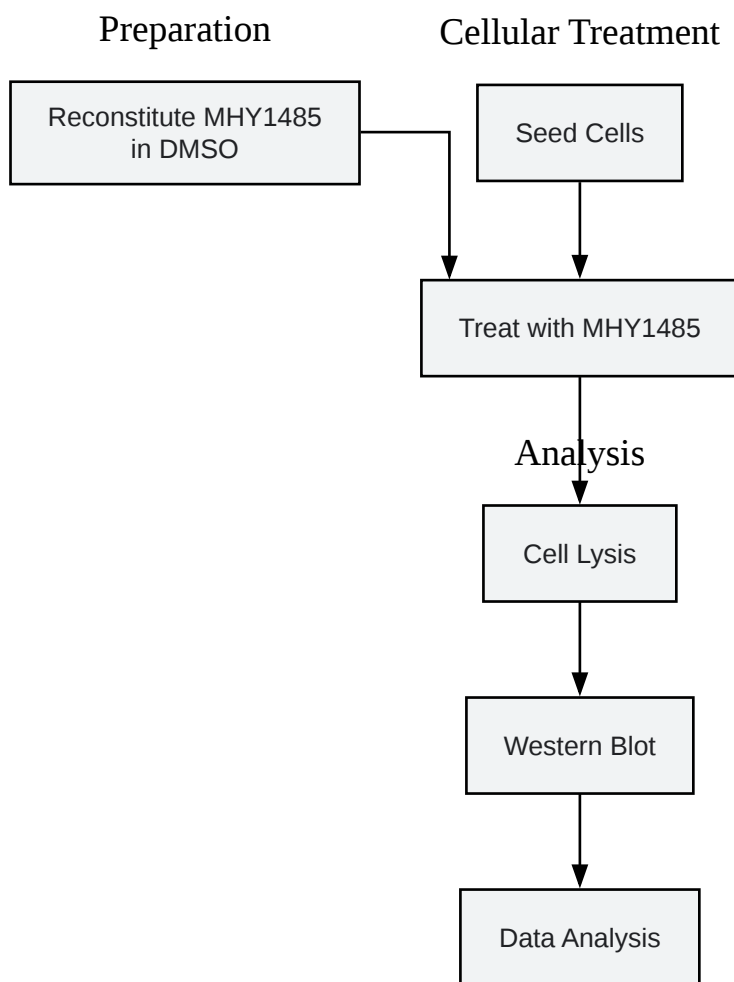 Preparation
Cellular Treatment
Reconstitute MHY1485
in DMSO
Seed Cells
Treat with MHY1485
Analysis
Cell Lysis
Western Blot
Data Analysis